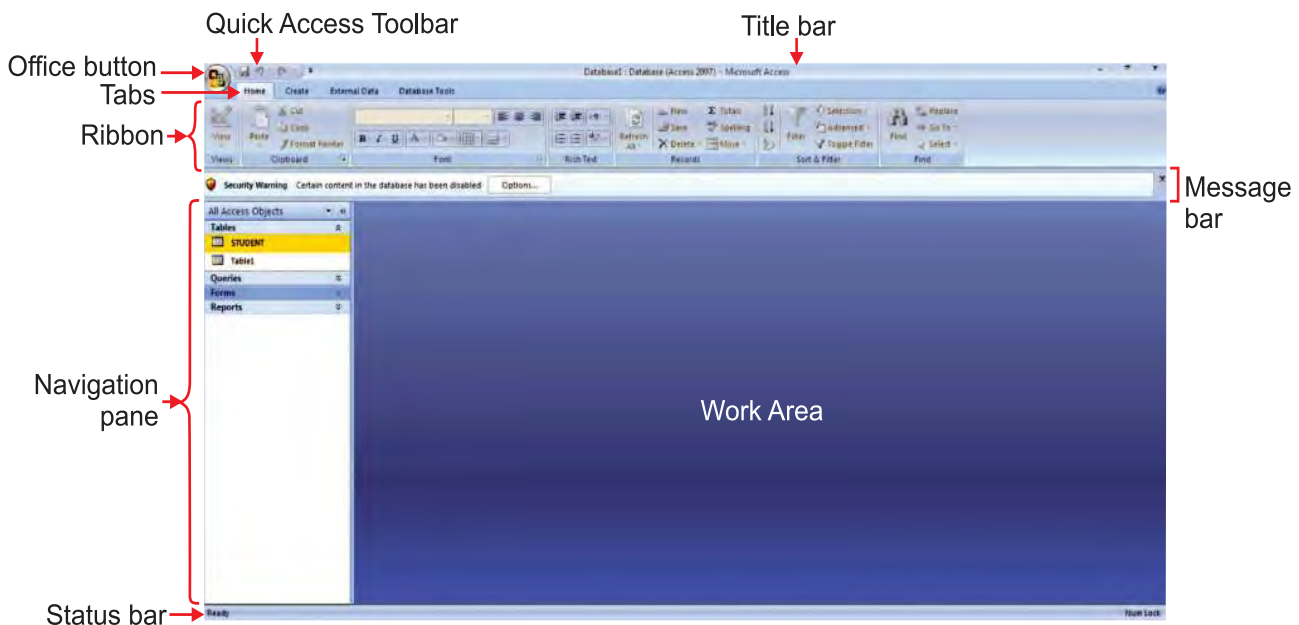 Quick Access Toolbar
Title bar
Office button
Database1 : Database (Access 2007) - Microsoft Access
Tabs
Home Create External Data Database Tools
Ribbon
View
Paste
Cut
Copy
Format Painter
B I U A
Refresh
All
New
Save
Delete
Σ Totals
Spelling
More
Filter
Selection
Advanced
Toggle Filter
Find
Replace
Go To
Select
Views Clipboard Font Rich Text Records Sort & Filter Find
Security Warning Certain content in the database has been disabled Options...
Message
bar
All Access Objects
Tables
STUDENT
Table1
Queries
Forms
Reports
Navigation
pane
Work Area
Status bar
Ready
Num Lock